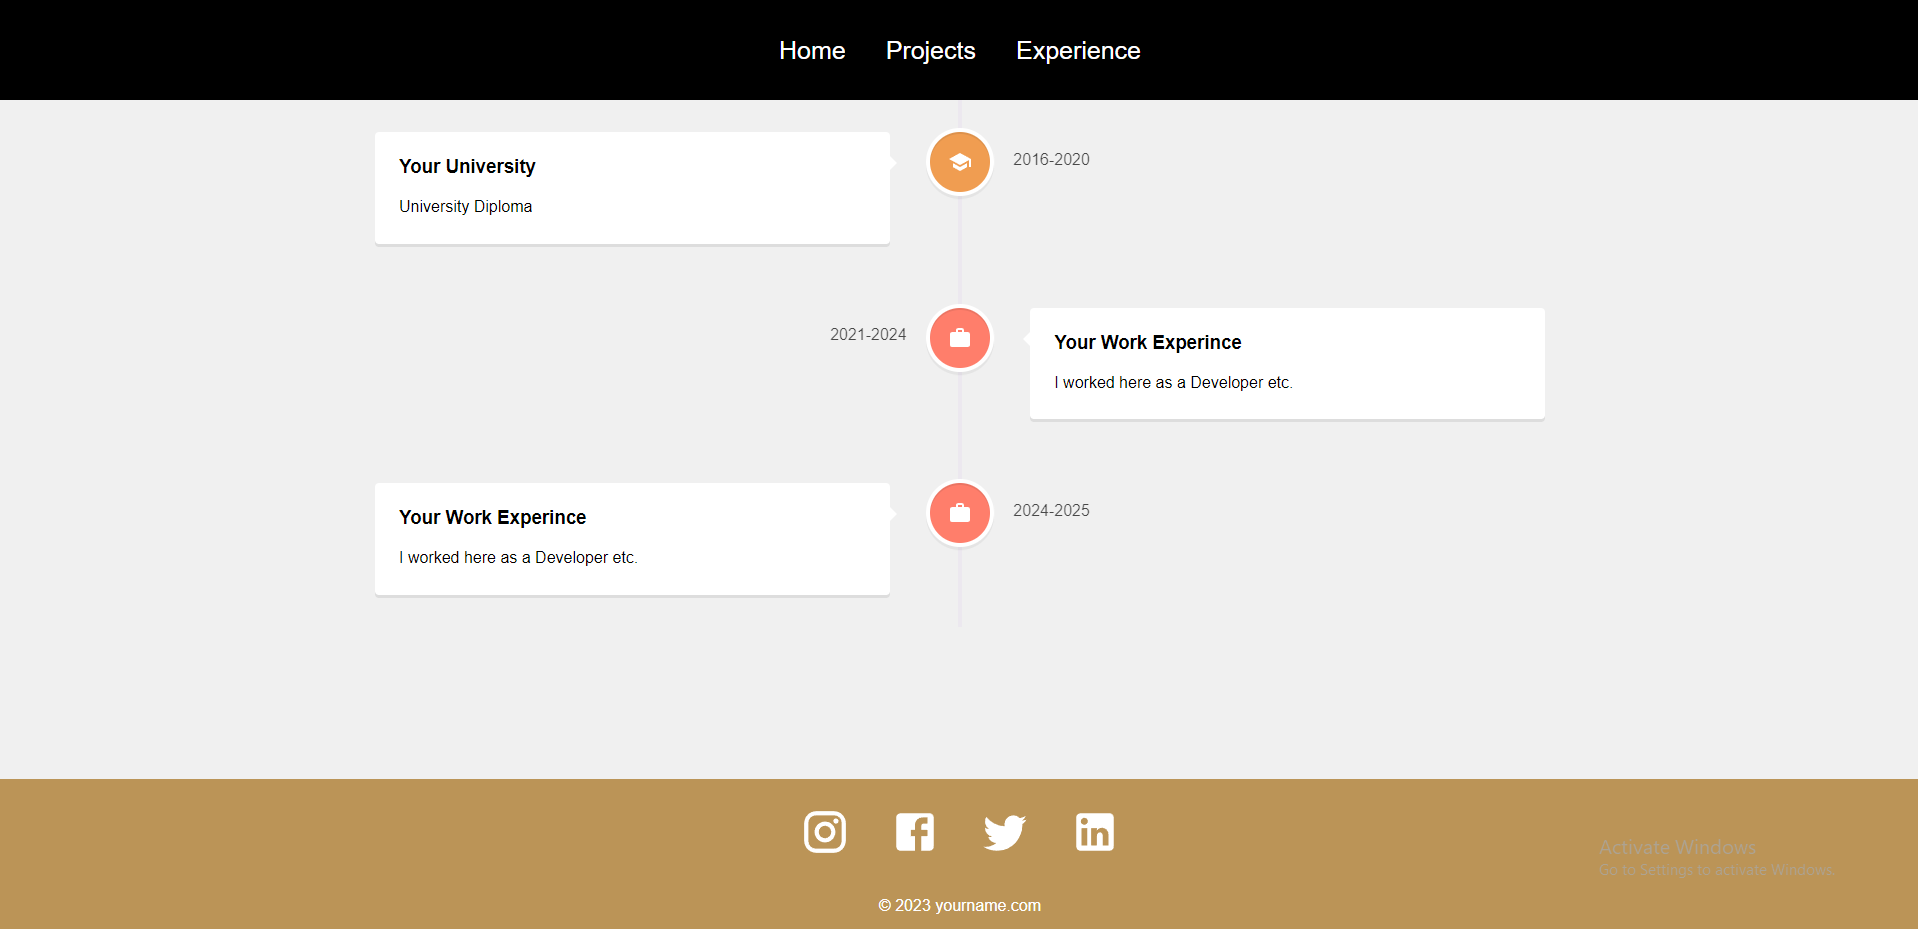 Home Projects Experience
Your University
University Diploma
2016-2020
2021-2024
Your Work Experince
I worked here as a Developer etc.
Your Work Experince
I worked here as a Developer etc.
2024-2025
Activate Windows
Go to Settings to activate Windows.
© 2023 yourname.com